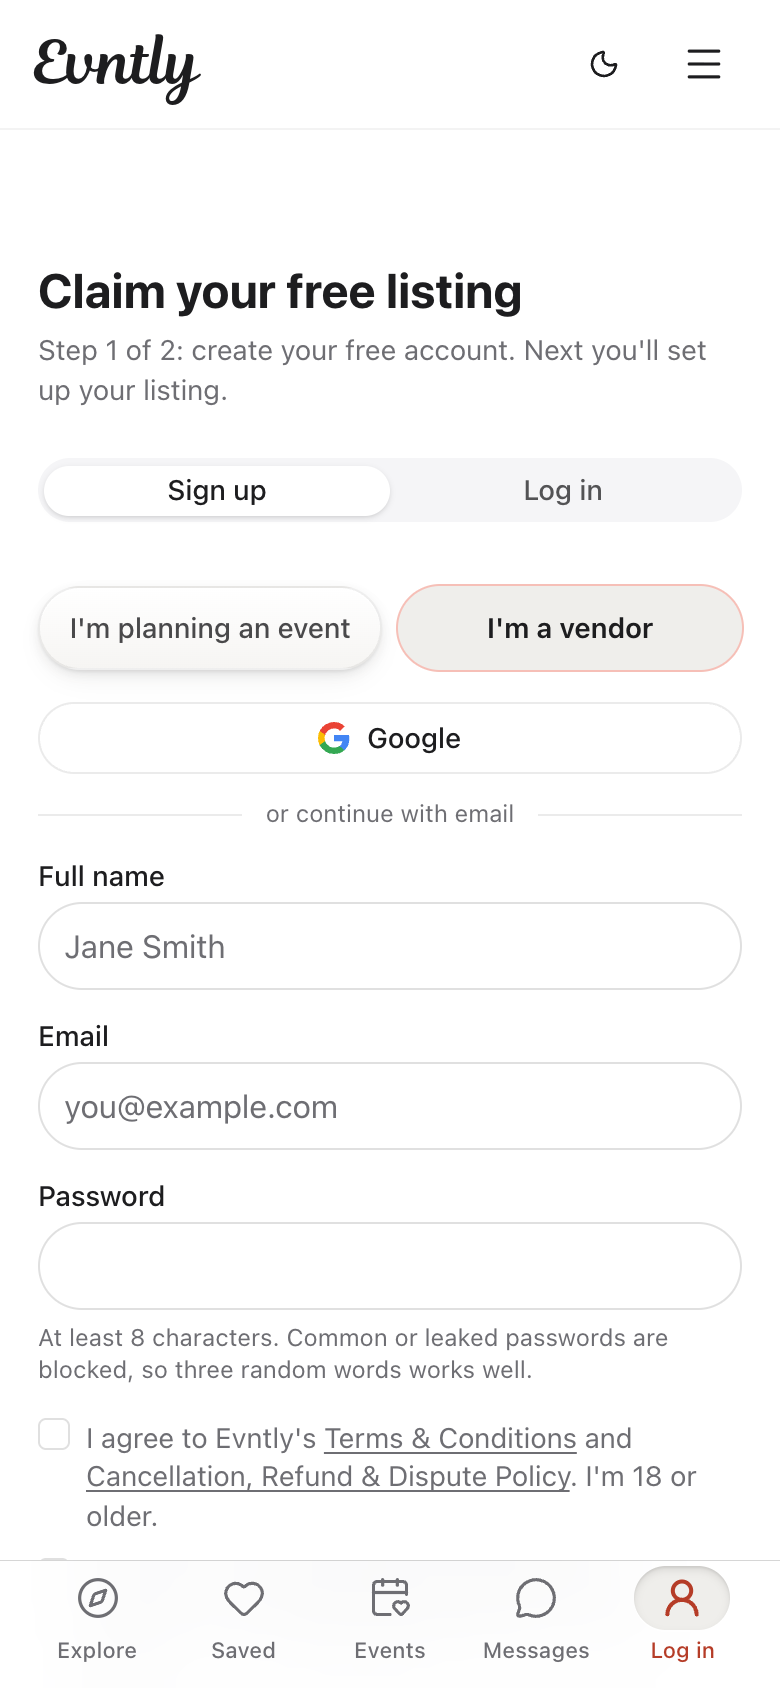 Evntly
Claim your free listing
Step 1 of 2: create your free account. Next you'll set
up your listing.
Sign up
Log in
I'm planning an event
I'm a vendor
Google
or continue with email
Full name
Jane Smith
Email
you@example.com
Password
At least 8 characters. Common or leaked passwords are
blocked, so three random words works well.
I agree to Evntly's Terms & Conditions and
Cancellation, Refund & Dispute Policy. I'm 18 or
older.
Explore
Saved
Events
Messages
Log in